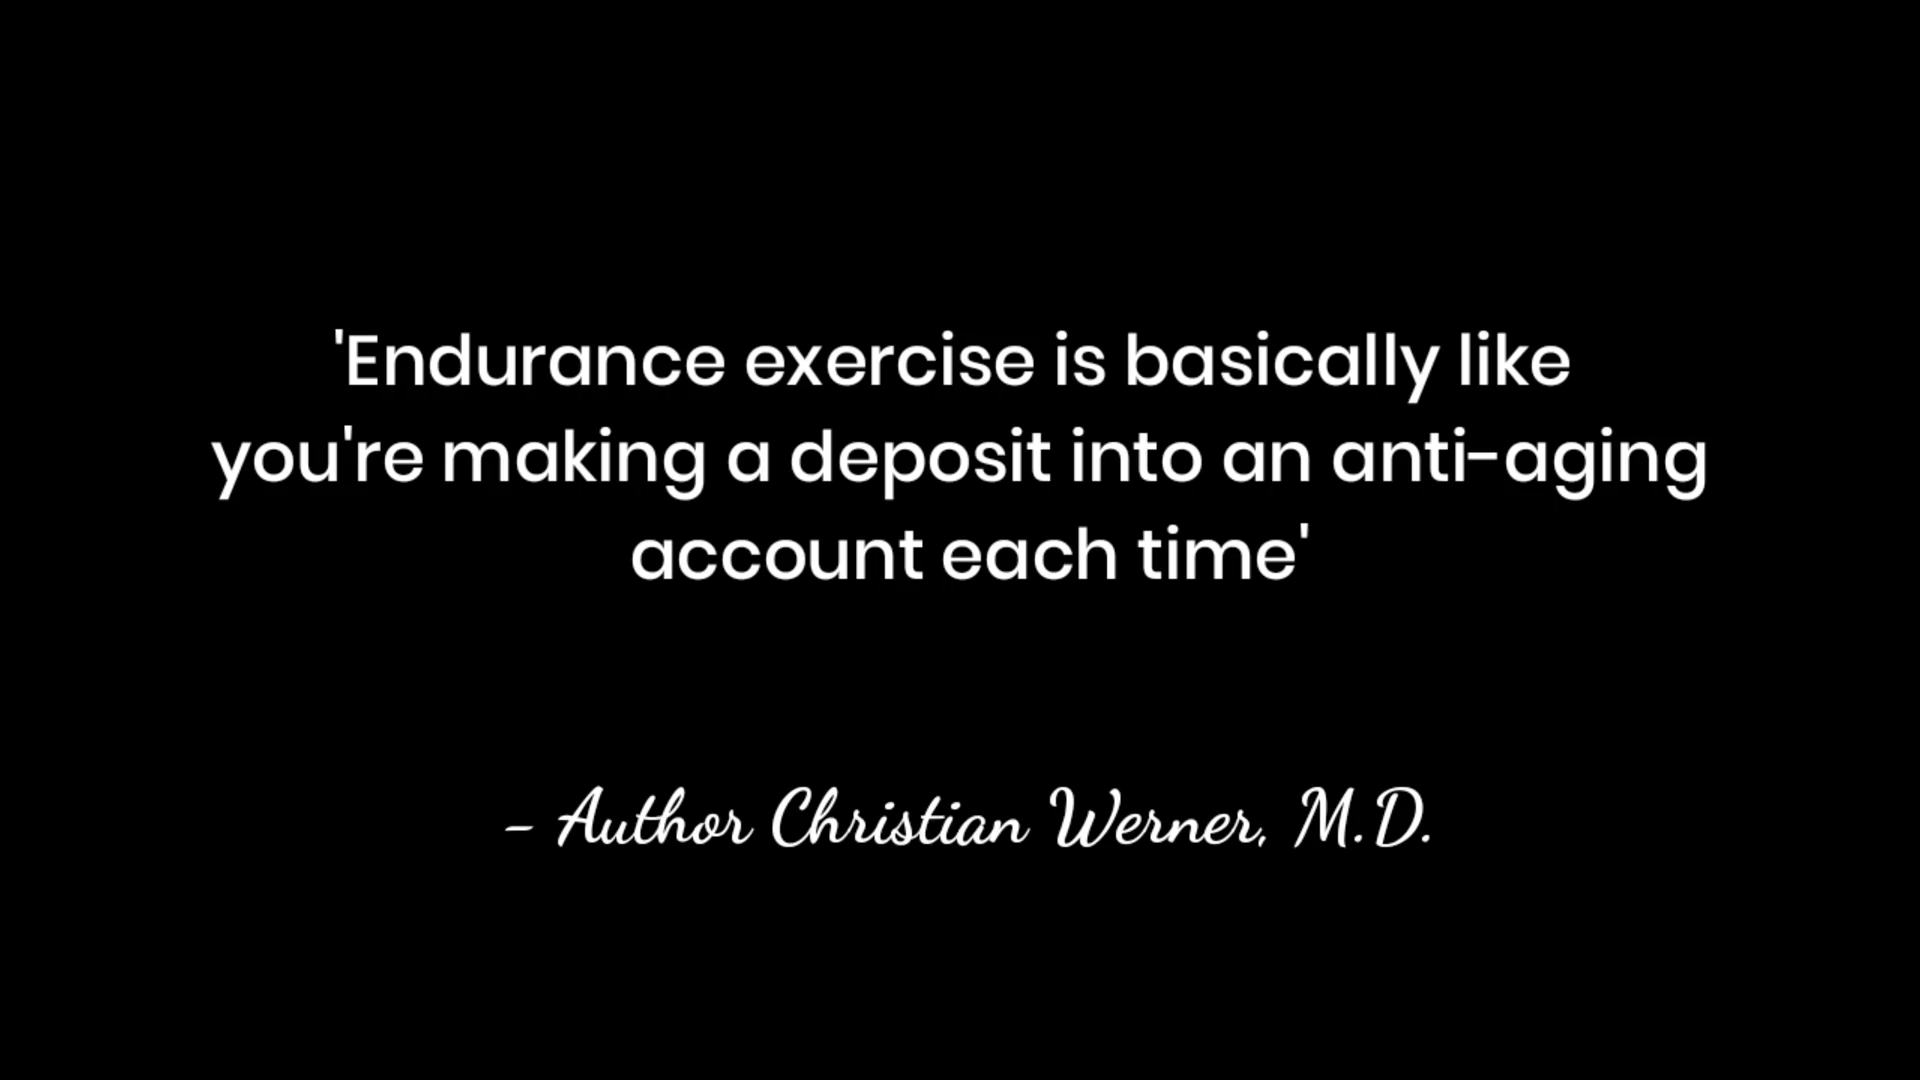 'Endurance exercise is basically like
you're making a deposit into an anti-aging
account each time'
- Author Christian Werner, M.D.